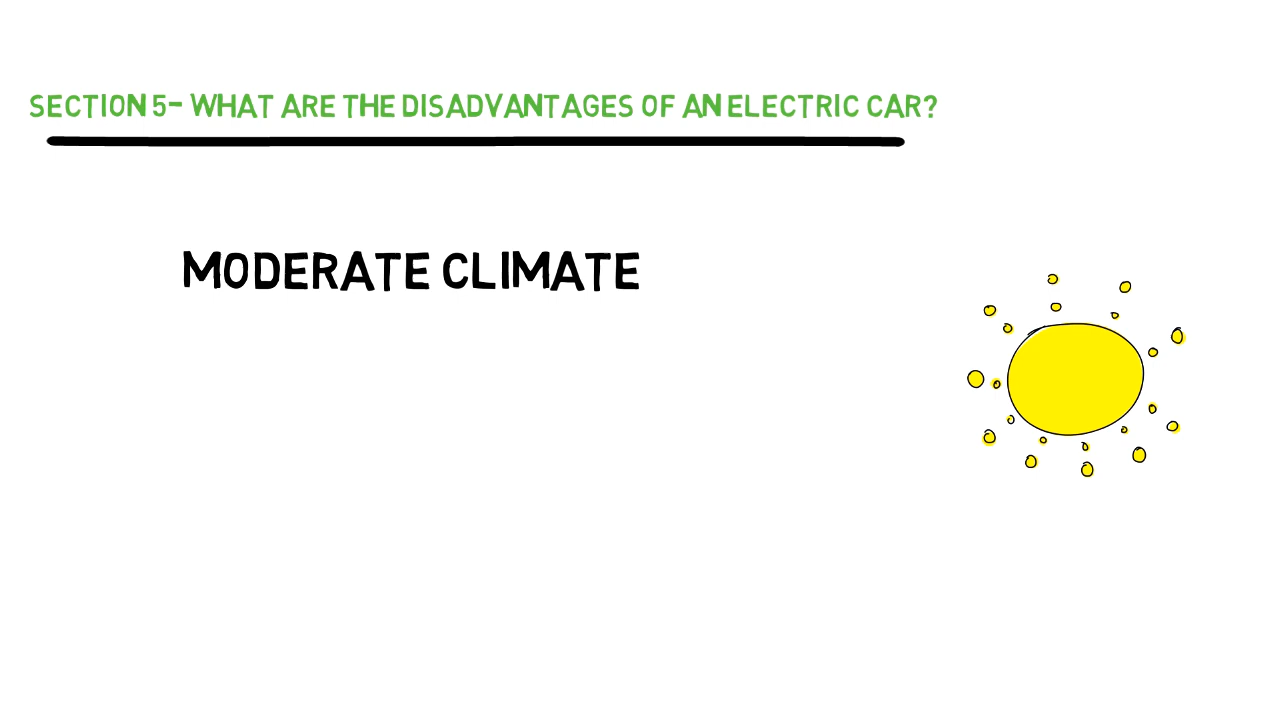 SECTION 5- WHAT ARE THE DISADVANTAGES OF AN ELECTRIC CAR?
MODERATE CLIMATE